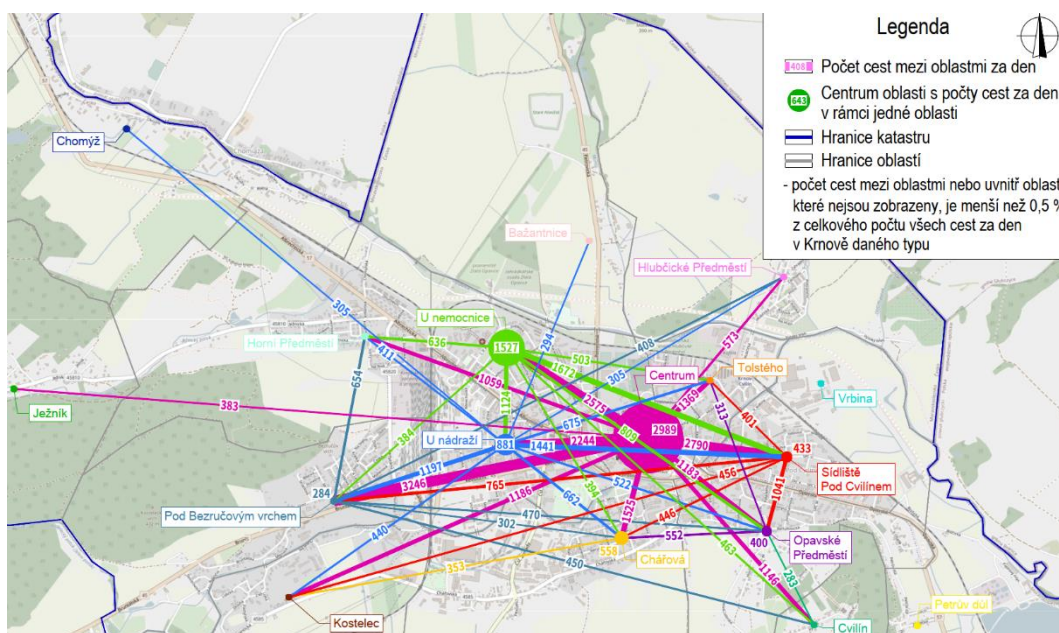 Legenda
408 Počet cest mezi oblastmi za den
643 Centrum oblasti s počty cest za den
v rámci jedné oblasti
Hranice katastru
Hranice oblastí
- počet cest mezi oblastmi nebo uvnitř oblast
které nejsou zobrazeny, je menší než 0,5 %
z celkového počtu všech cest za den
v Krnově daného typu
Chomýž
Bažantnice
Hlubčické Předměstí
U nemocnice
305
294
408
573
Horní Předměstí
411
636
1527
503
1672
305
Centrum
Tolstého
1059
1369
313
Vrbina
Ježník
383
654
384
1124
2575
675
809
401
U nádraží
881
2244
1441
2989
2790
433
Sídliště
Pod Cvilínem
1197
3246
765
456
1183
284
1186
522
394
1041
Pod Bezručovým vrchem
470
662
1525
446
302
440
552
400
Opavské
Předměstí
463
558
Chářová
353
450
1146
283
Kostelec
Cvilín
Petrův důl